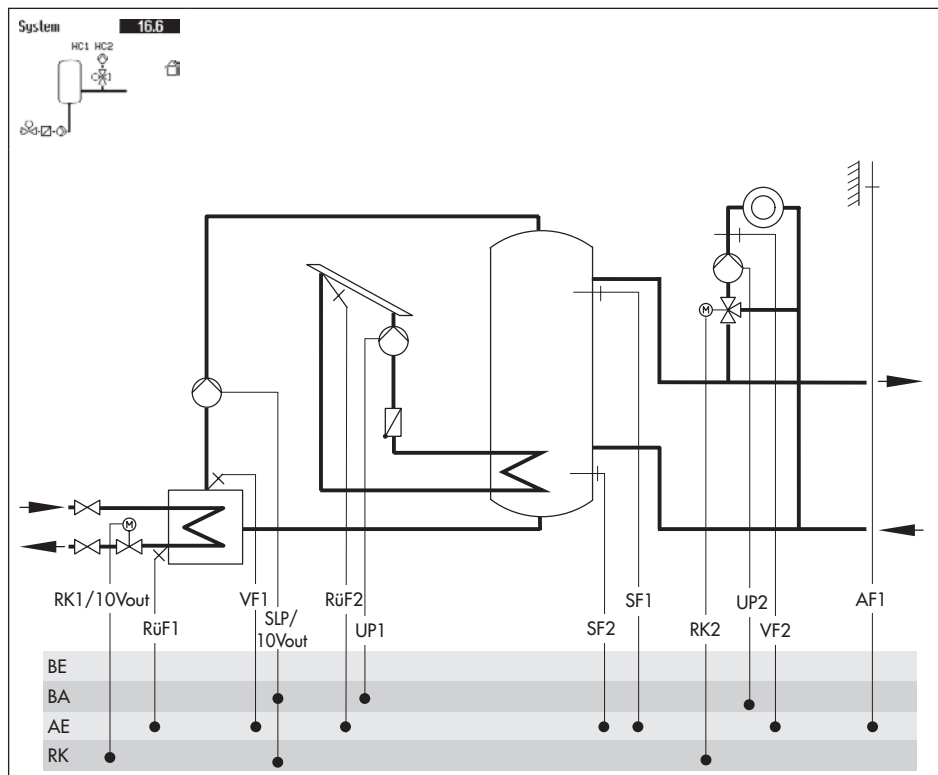 System 16.6
HC1 HC2
M
M
RK1/10Vout
RüF1
VF1
SLP/
10Vout
RüF2
UP1
SF2
SF1
RK2
UP2
VF2
AF1
BE
BA
AE
RK